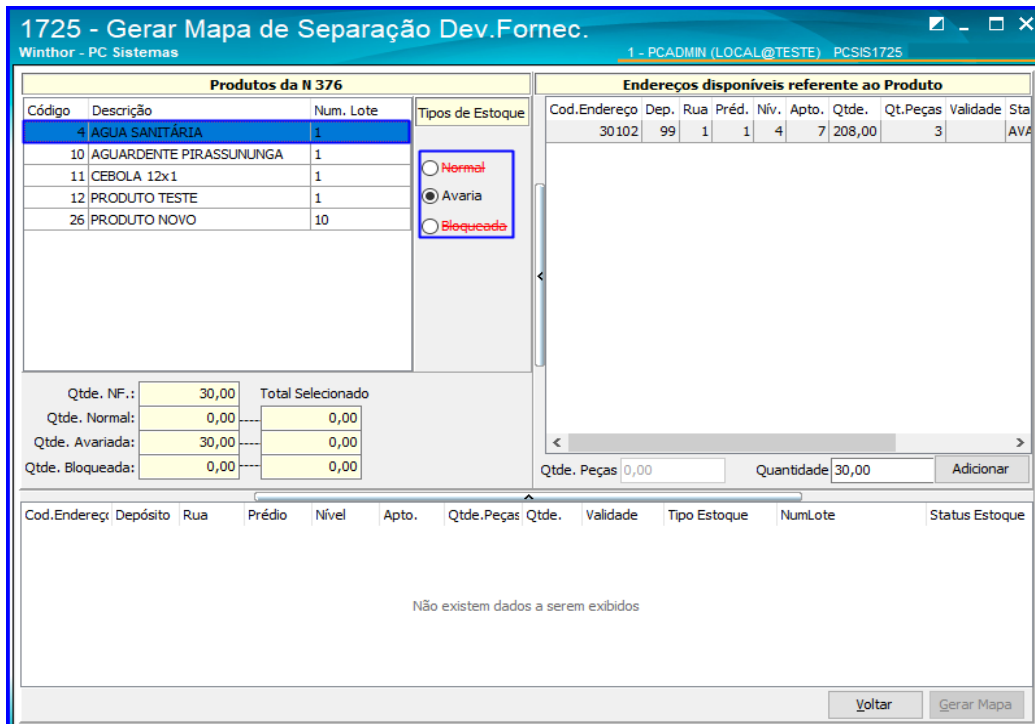 1725 - Gerar Mapa de Separação Dev.Fornec.
Winthor - PC Sistemas
1 - PCADMIN (LOCAL@TESTE) PCSIS1725
Produtos da N 376
Código Descrição Num. Lote
4 AGUA SANITÁRIA 1
10 AGUARDENTE PIRASSUNUNGA 1
11 CEBOLA 12x1 1
12 PRODUTO TESTE 1
26 PRODUTO NOVO 10
Tipos de Estoque
Normal
Avaria
Bloqueada
Endereços disponíveis referente ao Produto
Cod.Endereço Dep. Rua Préd. Nív. Apto. Qtde. Qt.Peças Validade Sta
30102 99 1 1 4 7 208,00 3 AVA
Qtde. NF.: 30,00 Total Selecionado
Qtde. Normal: 0,00 ---- 0,00
Qtde. Avariada: 30,00 ---- 0,00
Qtde. Bloqueada: 0,00 ---- 0,00
Qtde. Peças 0,00 Quantidade 30,00 Adicionar
Cod.Endereç Depósito Rua Prédio Nível Apto. Qtde.Peças Qtde. Validade Tipo Estoque NumLote Status Estoque
Não existem dados a serem exibidos
Voltar Gerar Mapa